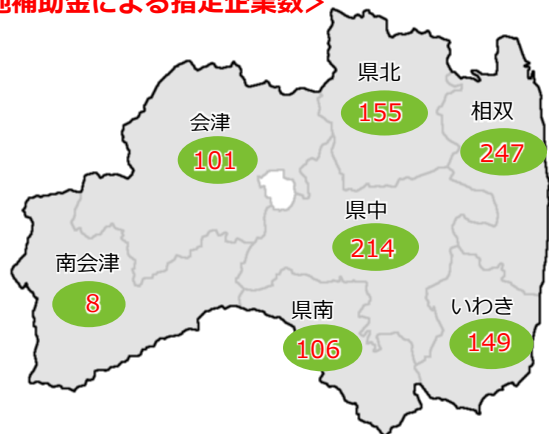 補助金による指定企業数>
県北
155
相双
247
会津
101
県中
214
南会津
8
県南
106
いわき
149